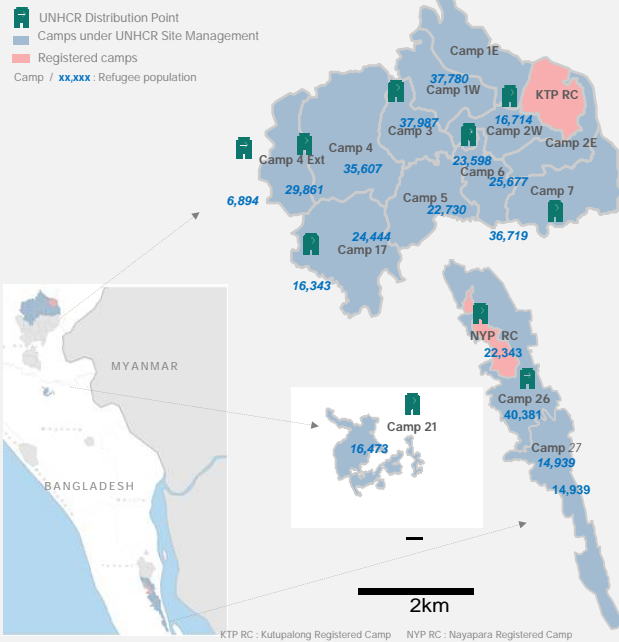 UNHCR Distribution Point
Camps under UNHCR Site Management
Registered camps
Camp / xx,xxx : Refugee population
Camp 1E
37,780
Camp 1W
KTP RC
16,714
37,987
Camp 3
Camp 2W
Camp 2E
Camp 4
Camp 4 Ext
23,598
Camp 6
35,607
25,677
29,861
Camp 7
6,894
Camp 5
22,730
24,444
36,719
Camp 17
16,343
NYP RC
22,343
MYANMAR
Camp 26
40,381
Camp 21
16,473
Camp 27
14,939
14,939
BANGLADESH
2km
KTP RC : Kutupalong Registered Camp NYP RC : Nayapara Registered Camp